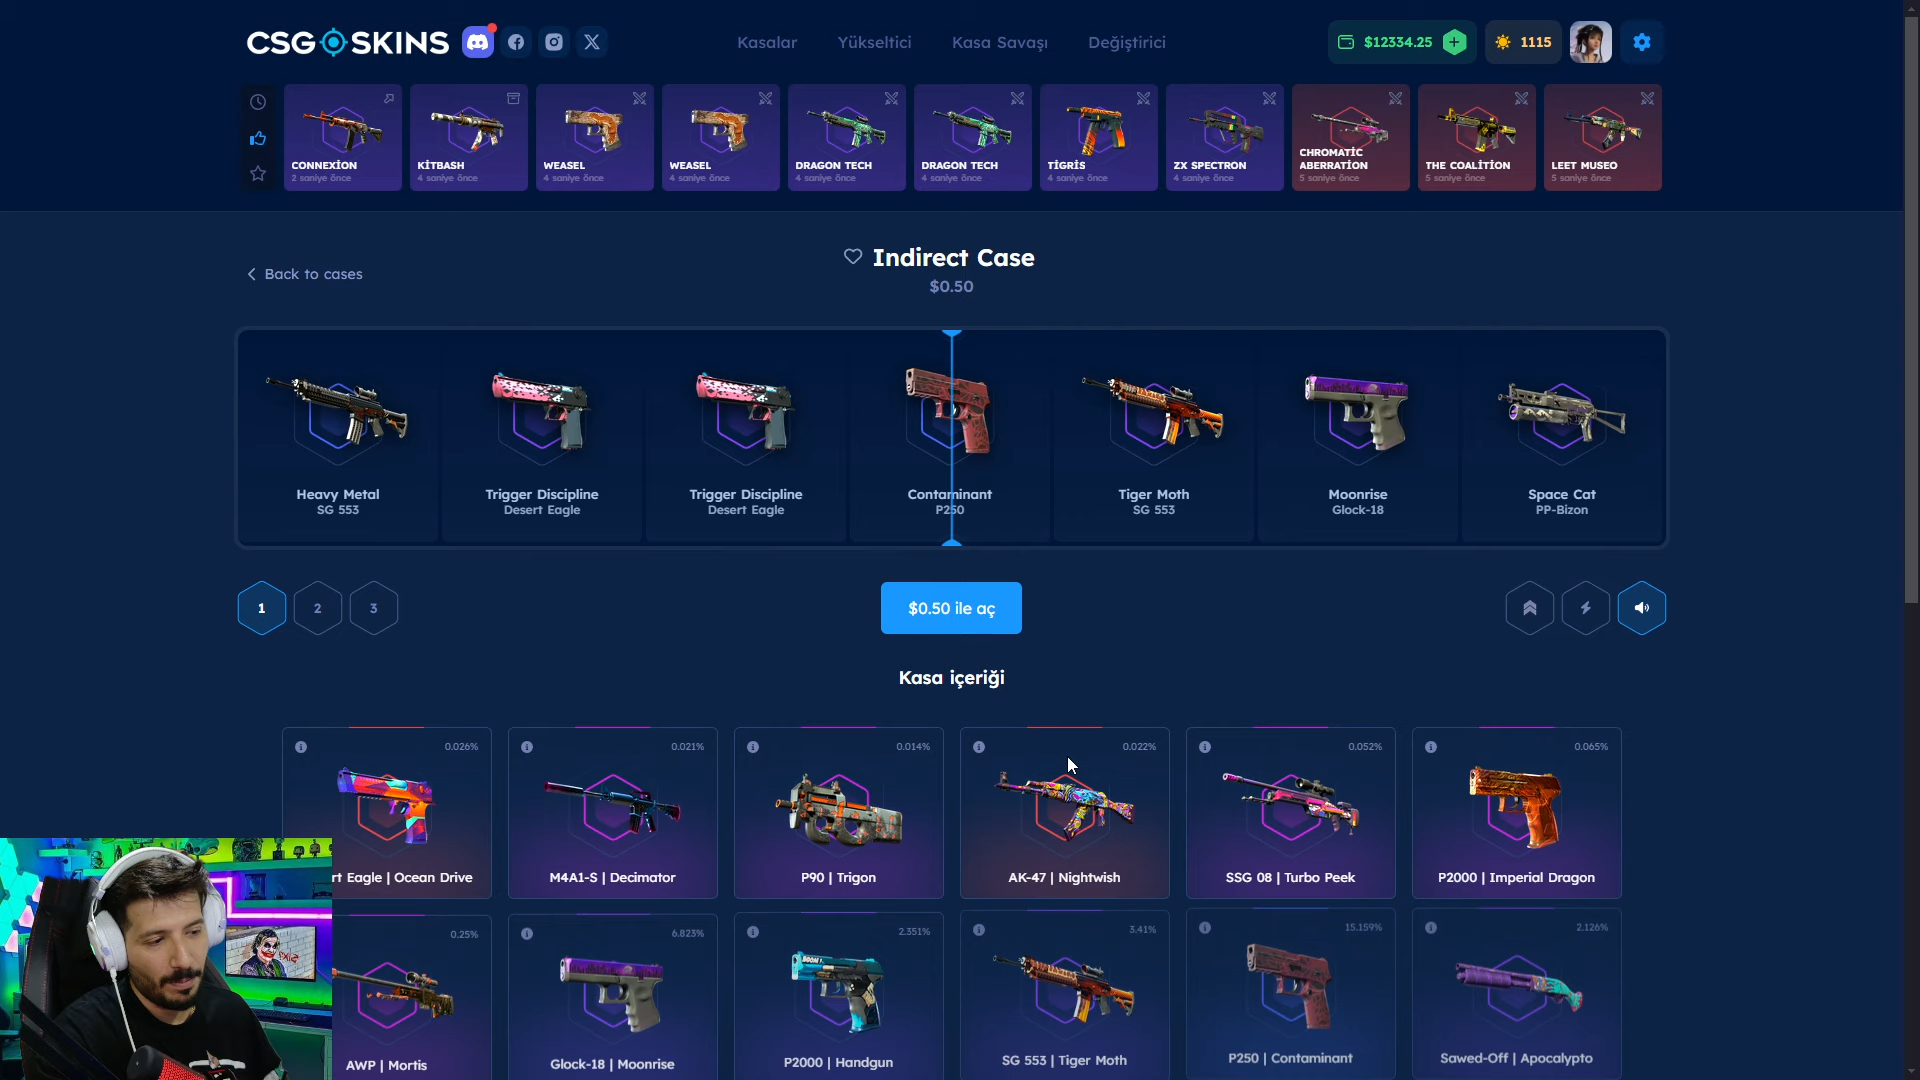 CSG SKINS
Kasalar
Yükseltici
Kasa Savaşı
Değiştirici
$12334.25
1115
CONNEXİON
2 saniye önce
KİTBASH
4 saniye önce
WEASEL
4 saniye önce
WEASEL
4 saniye önce
DRAGON TECH
4 saniye önce
DRAGON TECH
4 saniye önce
TİGRİS
4 saniye önce
ZX SPECTRON
4 saniye önce
CHROMATİC
ABERRATİON
5 saniye önce
THE COALİTİON
5 saniye önce
LEET MUSEO
5 saniye önce
Back to cases
Indirect Case
$0.50
Heavy Metal
SG 553
Trigger Discipline
Desert Eagle
Trigger Discipline
Desert Eagle
Contaminant
P250
Tiger Moth
SG 553
Moonrise
Glock-18
Space Cat
PP-Bizon
1
2
3
$0.50 ile aç
Kasa içeriği
0.026%
0.021%
0.014%
0.022%
0.052%
0.065%
rt Eagle | Ocean Drive
M4A1-S | Decimator
P90 | Trigon
AK-47 | Nightwish
SSG 08 | Turbo Peek
P2000 | Imperial Dragon
0.25%
6.823%
2.351%
3.41%
15.159%
2.126%
AWP | Mortis
Glock-18 | Moonrise
P2000 | Handgun
SG 553 | Tiger Moth
P250 | Contaminant
Sawed-Off | Apocalypto